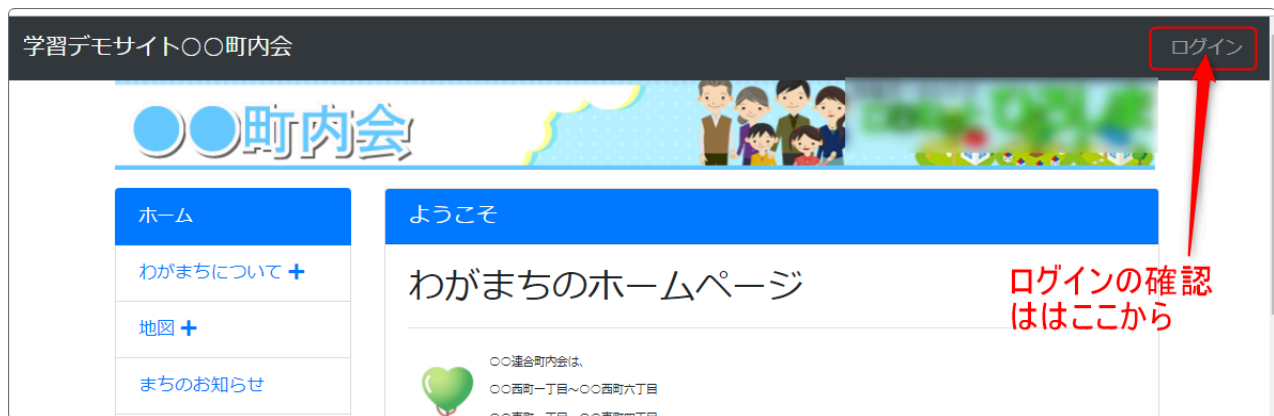 学習デモサイト○○町内会
ログイン
●●町内会
ホーム
ようこそ
わがまちについて +
わがまちのホームページ
ログインの確認
ははここから
地図 +
○○連合町内会は、
○○西町一丁目～○○西町六丁目
まちのお知らせ